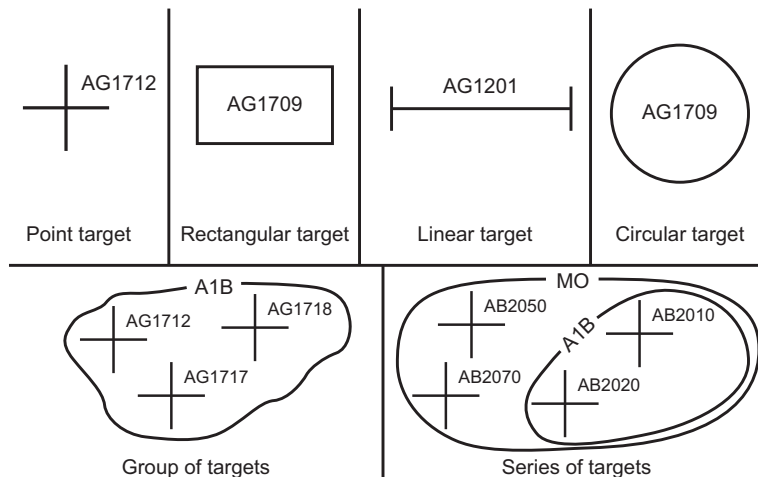 AG1712
AG1709
AG1201
AG1709
Point target
Rectangular target
Linear target
Circular target
A1B
AG1712
AG1718
AG1717
Group of targets
MO
AB2050
A1B
AB2010
AB2070
AB2020
Series of targets